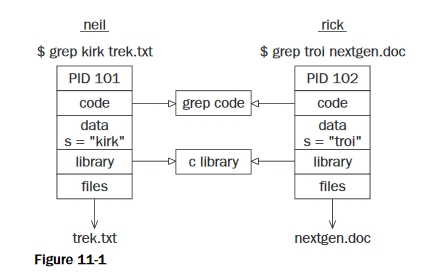 neil
$ grep kirk trek.txt
PID 101
code
data
s = "kirk"
library
files
trek.txt
grep code
c library
rick
$ grep troi nextgen.doc
PID 102
code
data
s = "troi"
library
files
nextgen.doc
Figure 11-1